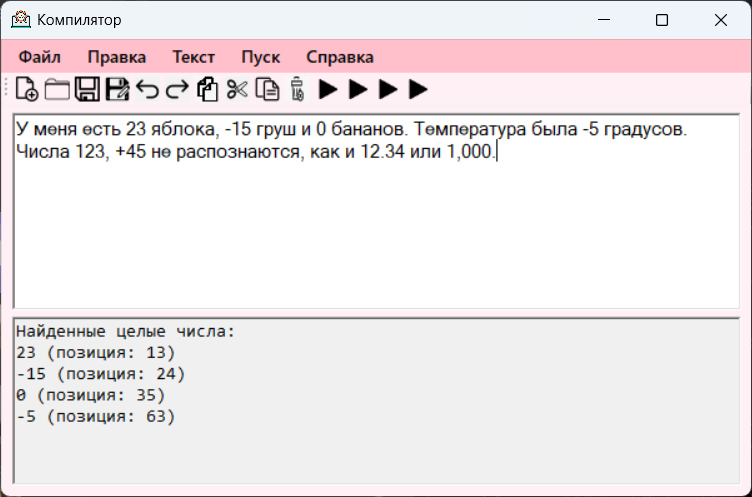 Компилятор
Файл Правка Текст Пуск Справка
У меня есть 23 яблока, -15 груш и 0 бананов. Температура была -5 градусов.
Числа 123, +45 не распознаются, как и 12.34 или 1,000.
Найденные целые числа:
23 (позиция: 13)
-15 (позиция: 24)
0 (позиция: 35)
-5 (позиция: 63)